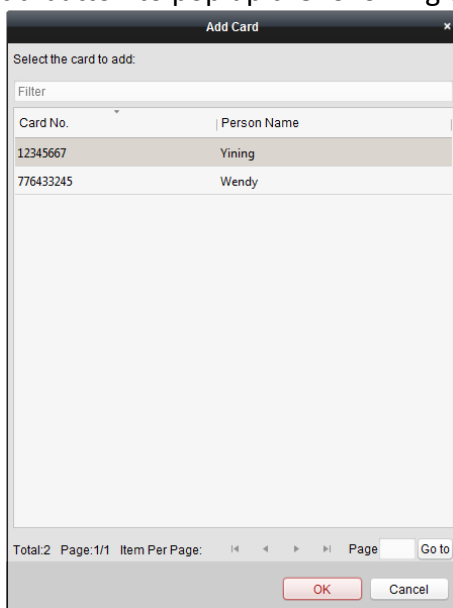 Add Card ×
Select the card to add:
Filter
Card No. Person Name
12345667 Yining
776433245 Wendy
Total:2 Page:1/1 Item Per Page: Page Go to
OK Cancel